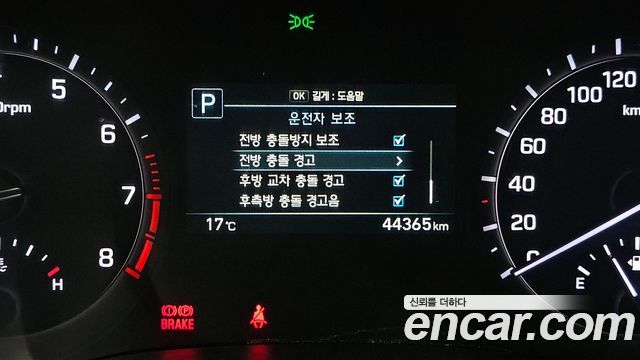 OK 길게 : 도움말
P
운전자 보조
전방 충돌방지 보조
전방 충돌 경고
후방 교차 충돌 경고
후측방 충돌 경고음
17℃ 44365 km
5
6
7
8
H
120
100
80
60
40
20
0
E
BRAKE
신뢰를 더하다
encar.com